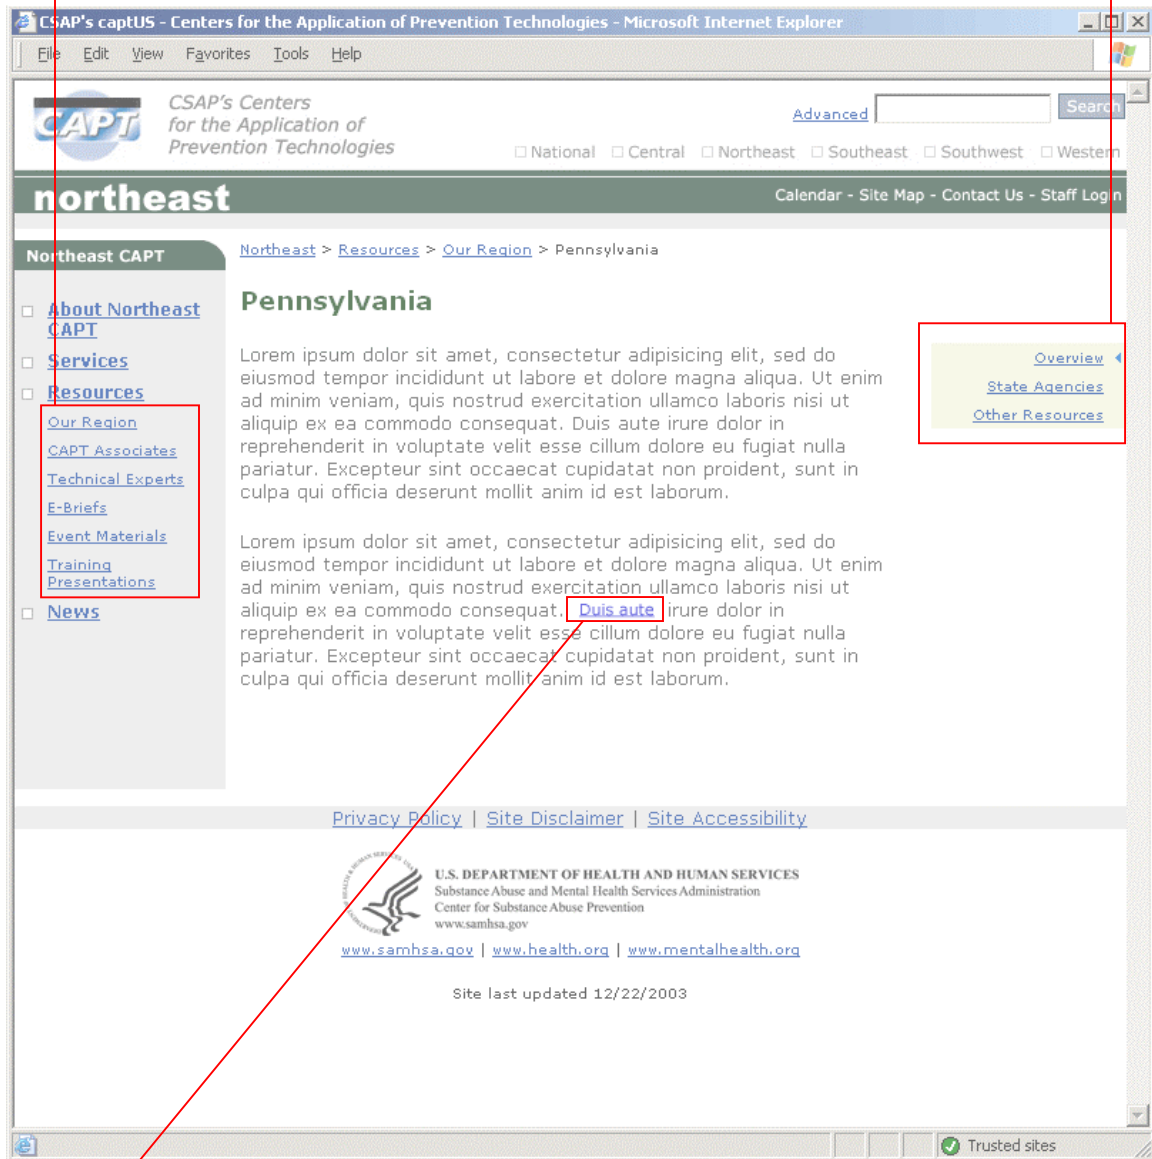 CSAP's captUS - Centers for the Application of Prevention Technologies - Microsoft Internet Explorer
File Edit View Favorites Tools Help
CAPT
CSAP's Centers
for the Application of
Prevention Technologies
Advanced Search
National Central Northeast Southeast Southwest Western
northeast
Calendar - Site Map - Contact Us - Staff Login
Northeast CAPT
About Northeast
CAPT
Services
Resources
Our Region
CAPT Associates
Technical Experts
E-Briefs
Event Materials
Training
Presentations
News
Northeast > Resources > Our Region > Pennsylvania
Pennsylvania
Lorem ipsum dolor sit amet, consectetur adipisicing elit, sed do
eiusmod tempor incididunt ut labore et dolore magna aliqua. Ut enim
ad minim veniam, quis nostrud exercitation ullamco laboris nisi ut
aliquip ex ea commodo consequat. Duis aute irure dolor in
reprehenderit in voluptate velit esse cillum dolore eu fugiat nulla
pariatur. Excepteur sint occaecat cupidatat non proident, sunt in
culpa qui officia deserunt mollit anim id est laborum.
Lorem ipsum dolor sit amet, consectetur adipisicing elit, sed do
eiusmod tempor incididunt ut labore et dolore magna aliqua. Ut enim
ad minim veniam, quis nostrud exercitation ullamco laboris nisi ut
aliquip ex ea commodo consequat. Duis aute irure dolor in
reprehenderit in voluptate velit esse cillum dolore eu fugiat nulla
pariatur. Excepteur sint occaecat cupidatat non proident, sunt in
culpa qui officia deserunt mollit anim id est laborum.
Overview
State Agencies
Other Resources
Privacy Policy | Site Disclaimer | Site Accessibility
U.S. DEPARTMENT OF HEALTH AND HUMAN SERVICES
Substance Abuse and Mental Health Services Administration
Center for Substance Abuse Prevention
www.samhsa.gov
www.samhsa.gov | www.health.org | www.mentalhealth.org
Site last updated 12/22/2003
Trusted sites